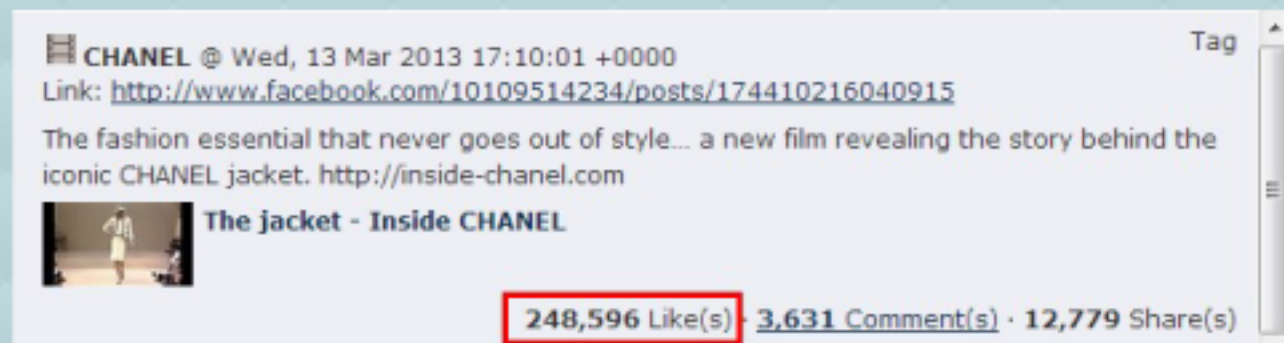 CHANEL @ Wed, 13 Mar 2013 17:10:01 +0000
Tag
Link: http://www.facebook.com/10109514234/posts/174410216040915
The fashion essential that never goes out of style... a new film revealing the story behind the
iconic CHANEL jacket. http://inside-chanel.com
The jacket - Inside CHANEL
248,596 Like(s) · 3,631 Comment(s) · 12,779 Share(s)